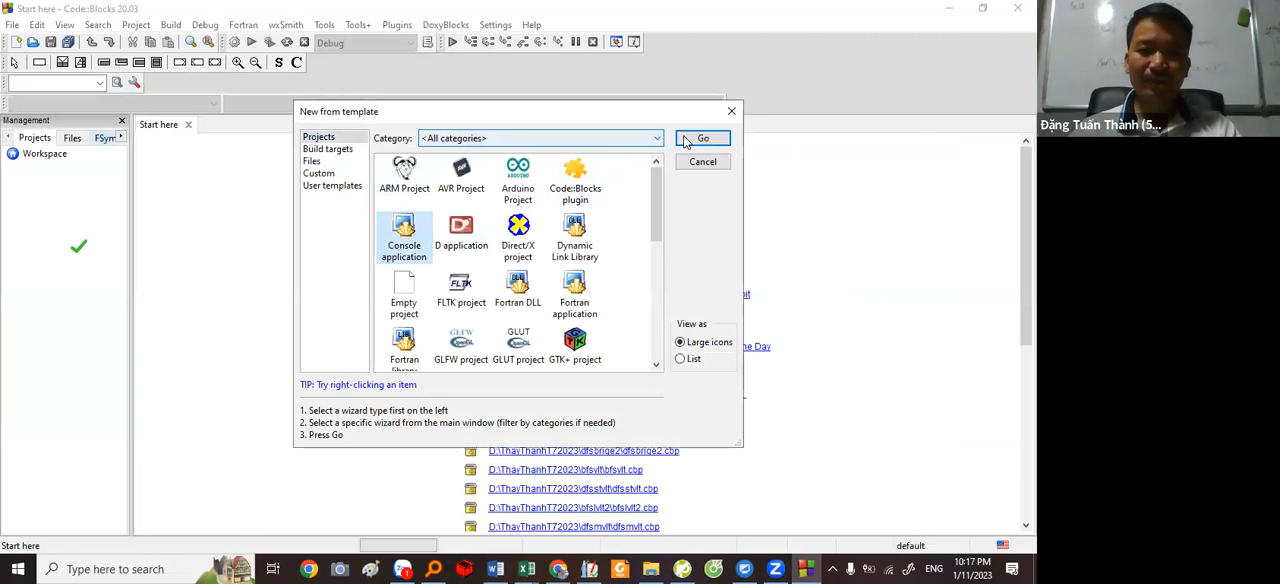 Start here - Code::Blocks 20.03
File Edit View Search Project Build Debug Fortran wxSmith Tools Tools+ Plugins DoxyBlocks Settings Help
Debug
S C
Management
Projects Files FSym
Workspace
Start here
New from template
Projects
Build targets
Files
Custom
User templates
Category: <All categories>
Go
Cancel
ARM Project AVR Project Arduino Project Code::Blocks plugin
Console application D application Direct/X project Dynamic Link Library
Empty project FLTK project Fortran DLL Fortran application
Fortran library GLFW project GLUT project GTK+ project
View as
Large icons
List
TIP: Try right-clicking an item
1. Select a wizard type first on the left
2. Select a specific wizard from the main window (filter by categories if needed)
3. Press Go
me Day
D:\ThayThanhT72023\dfsbrige2\dfsbrige2.cbp
D:\ThayThanhT72023\bfsvlt\bfsvlt.cbp
D:\ThayThanhT72023\dfsstvlt\dfsstvlt.cbp
D:\ThayThanhT72023\bfslvlt2\bfslvlt2.cbp
D:\ThayThanhT72023\dfsmvlt\dfsmvlt.cbp
Start here
default
Type here to search
ENG
10:17 PM
1/11/2023
Đặng Tuấn Thành (5...